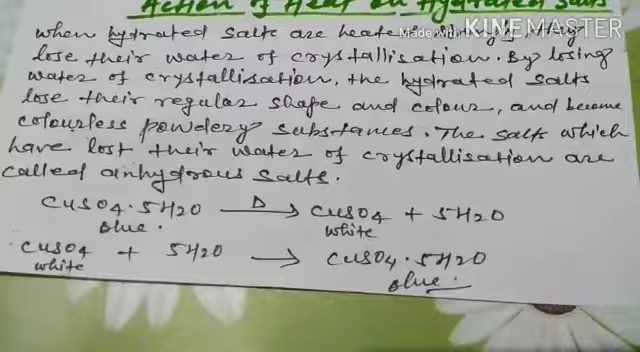 Action of Heat on Hydrated Salts
Made with KINEMASTER
When hydrated salts are heated strongly, they
lose their water of crystallisation. By losing
water of crystallisation, the hydrated salts
lose their regular shape and colour, and become
colourless powdery substances. The salts which
have lost their water of crystallisation are
called anhydrous salts.
CuSO4.5H2O —Δ→ CuSO4 + 5H2O
Blue. white
CuSO4 + 5H2O → CuSO4.5H2O
white Blue.